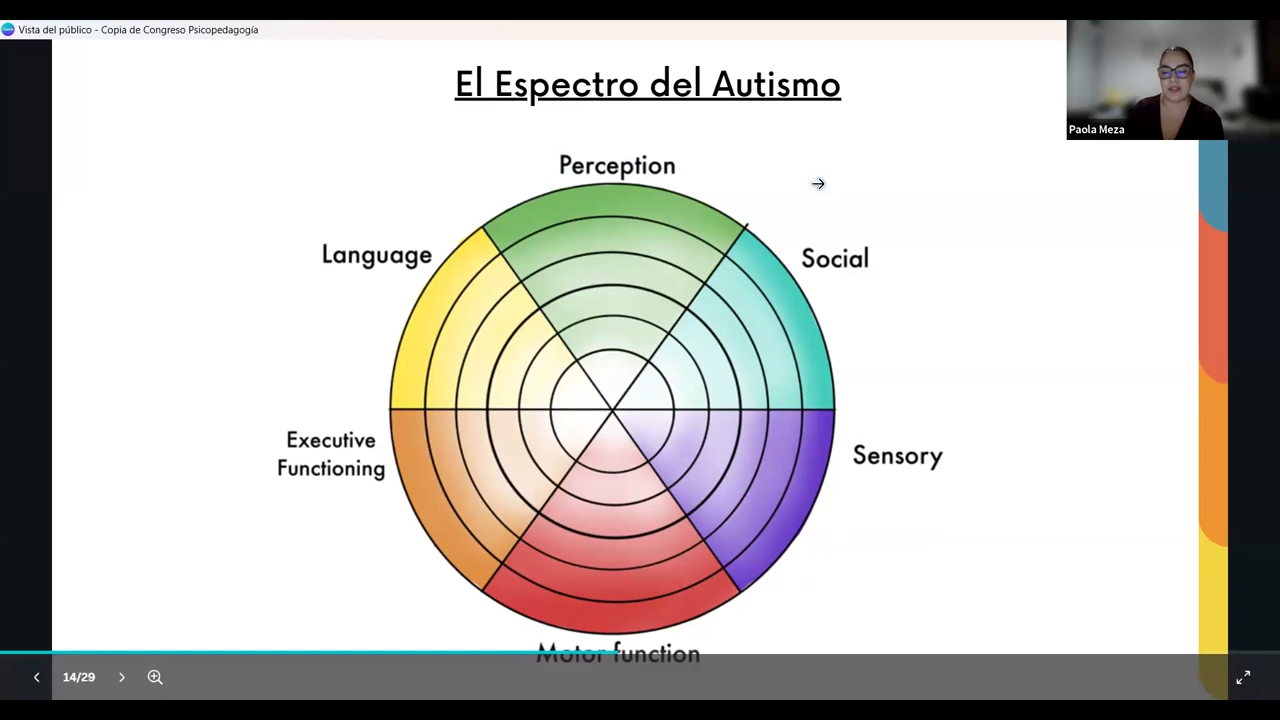 Vista del público - Copia de Congreso Psicopedagogía
El Espectro del Autismo
Paola Meza
Perception
Language
Social
Executive
Functioning
Sensory
Motor function
14/29